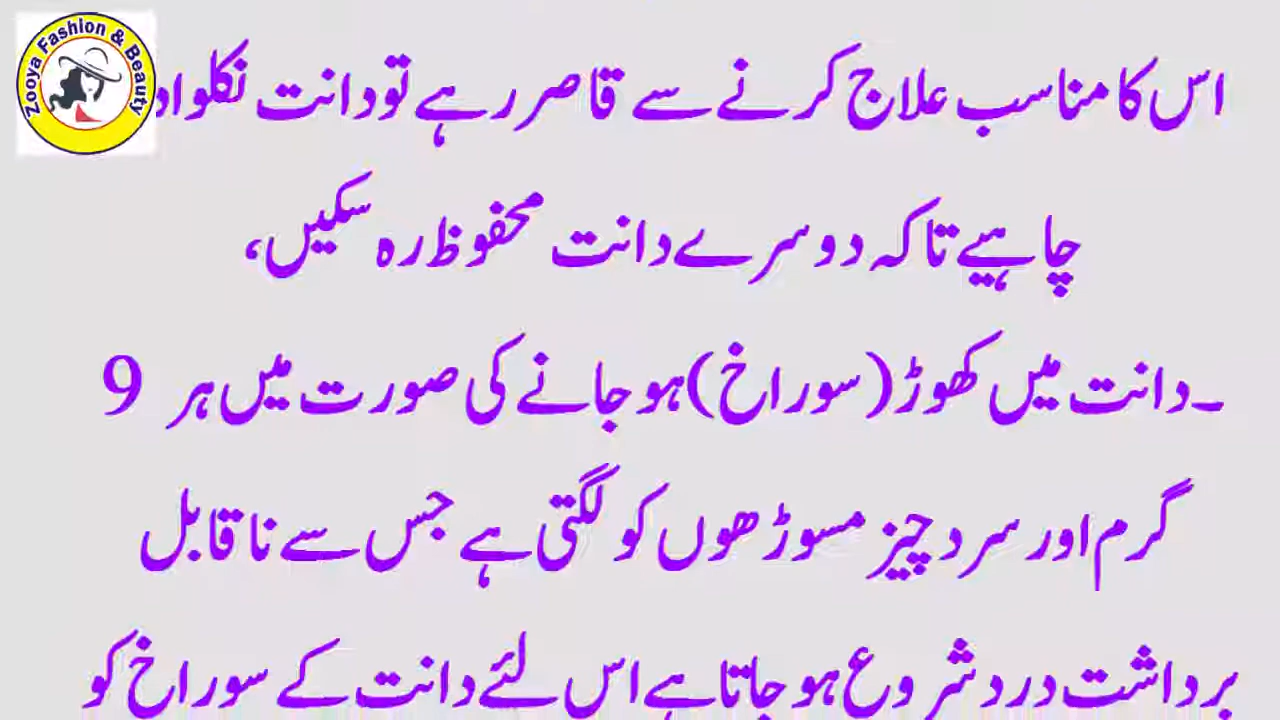 Zooya Fashion & Beauty
اس کا مناسب علاج کرنے سے قاصر رہے تو دانت نکلواد
چاہیے تاکہ دوسرے دانت محفوظ رہ سکیں،
۔دانت میں کھوڑ(سوراخ)ہو جانے کی صورت میں ہر 9
گرم اور سرد چیز مسوڑھوں کو لگتی ہے جس سے ناقابل
برداشت درد شروع ہو جاتا ہے اس لئے دانت کے سوراخ کو